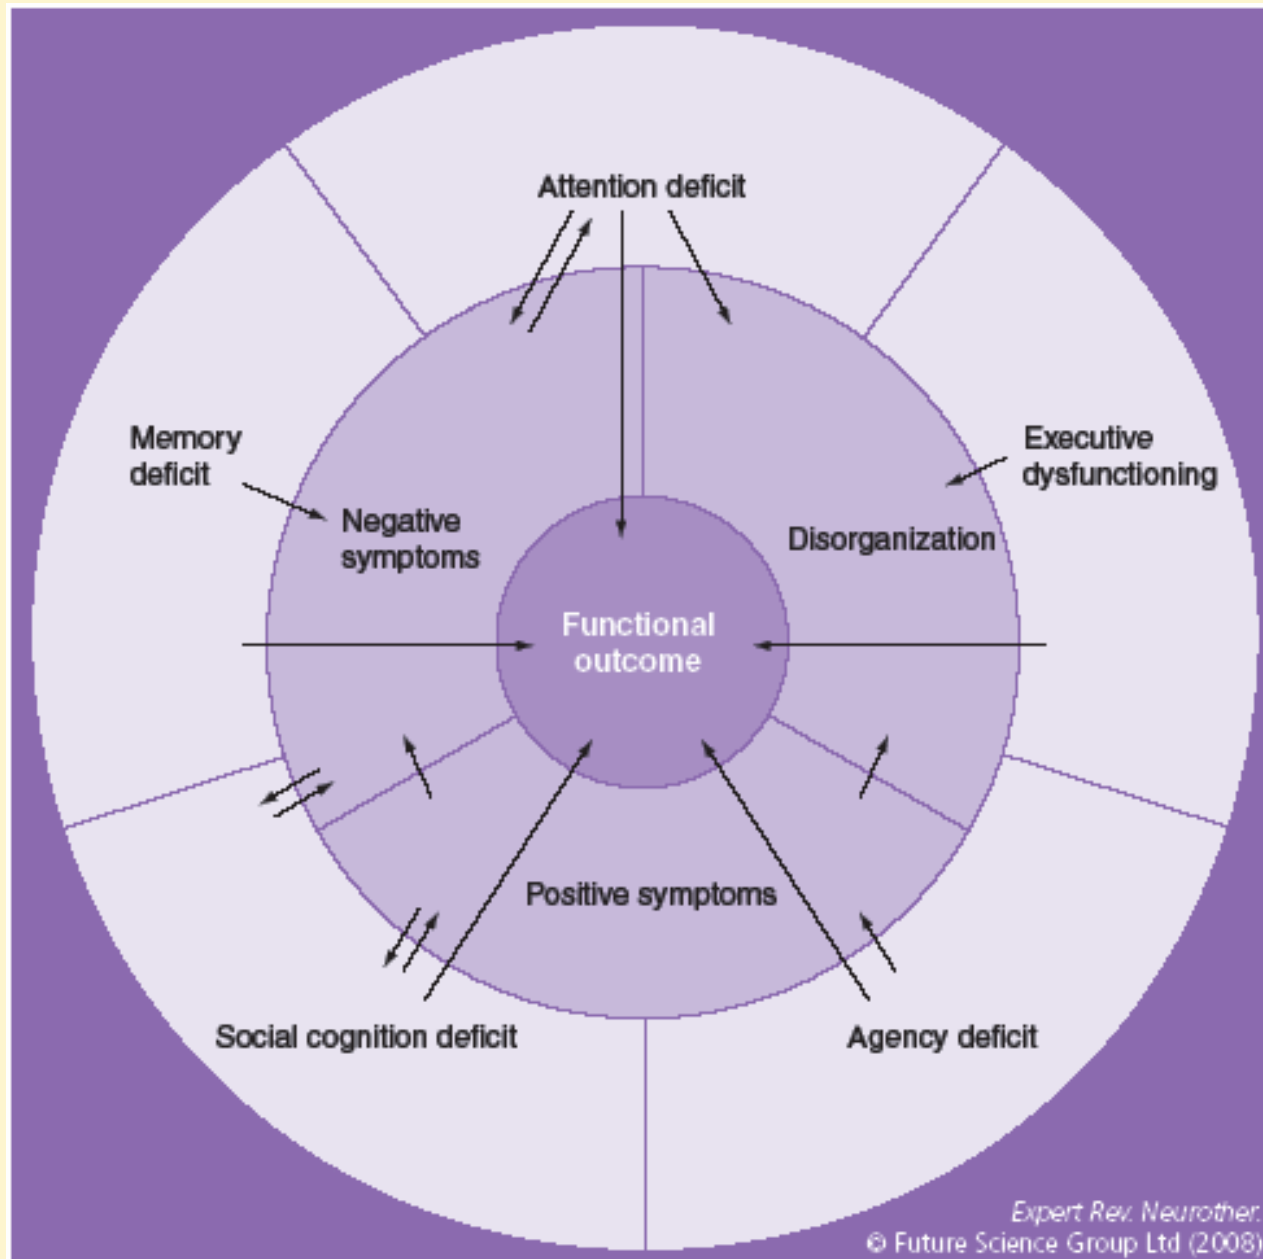 Attention deficit
Memory
deficit
Executive
dysfunctioning
Negative
symptoms
Disorganization
Functional
outcome
Positive symptoms
Social cognition deficit
Agency deficit
Expert Rev. Neurother.
© Future Science Group Ltd (2008)